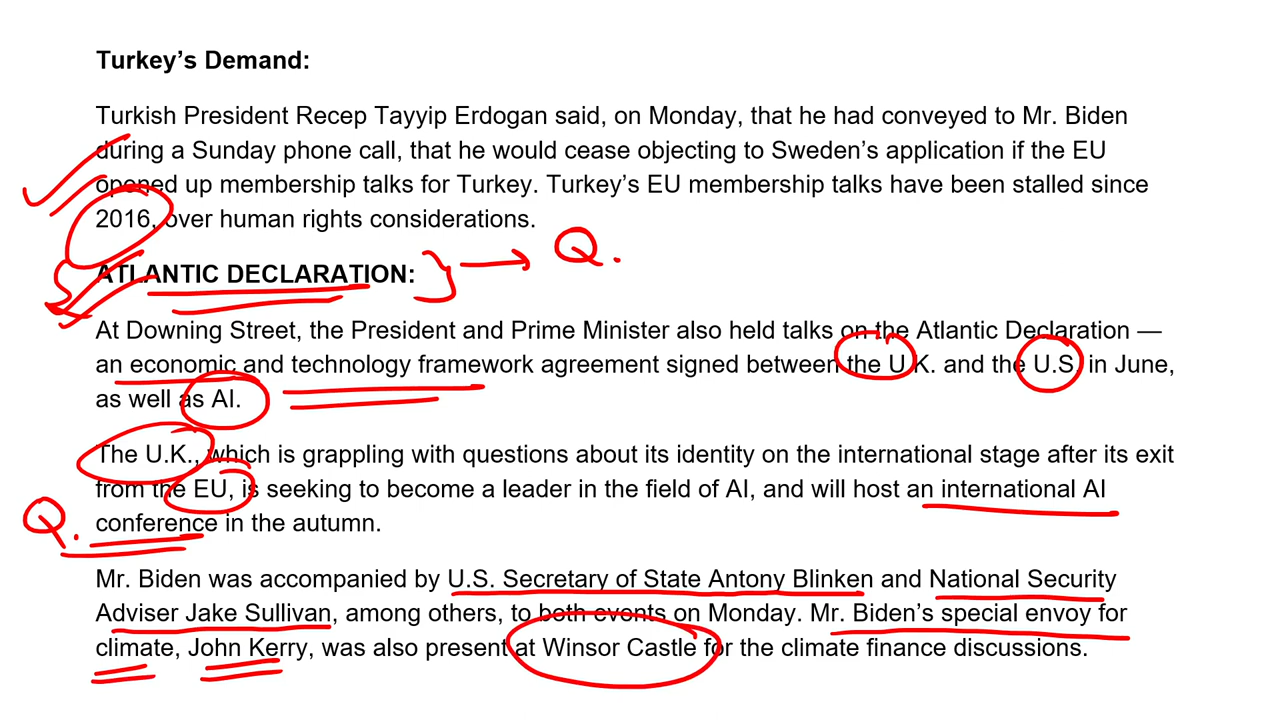 Turkey’s Demand:
Turkish President Recep Tayyip Erdogan said, on Monday, that he had conveyed to Mr. Biden
during a Sunday phone call, that he would cease objecting to Sweden’s application if the EU
opened up membership talks for Turkey. Turkey’s EU membership talks have been stalled since
2016, over human rights considerations.
Q.
ATLANTIC DECLARATION:
At Downing Street, the President and Prime Minister also held talks on the Atlantic Declaration —
an economic and technology framework agreement signed between the U.K. and the U.S. in June,
as well as AI.
The U.K., which is grappling with questions about its identity on the international stage after its exit
from the EU, is seeking to become a leader in the field of AI, and will host an international AI
Q.
conference in the autumn.
Mr. Biden was accompanied by U.S. Secretary of State Antony Blinken and National Security
Adviser Jake Sullivan, among others, to both events on Monday. Mr. Biden’s special envoy for
climate, John Kerry, was also present at Winsor Castle for the climate finance discussions.